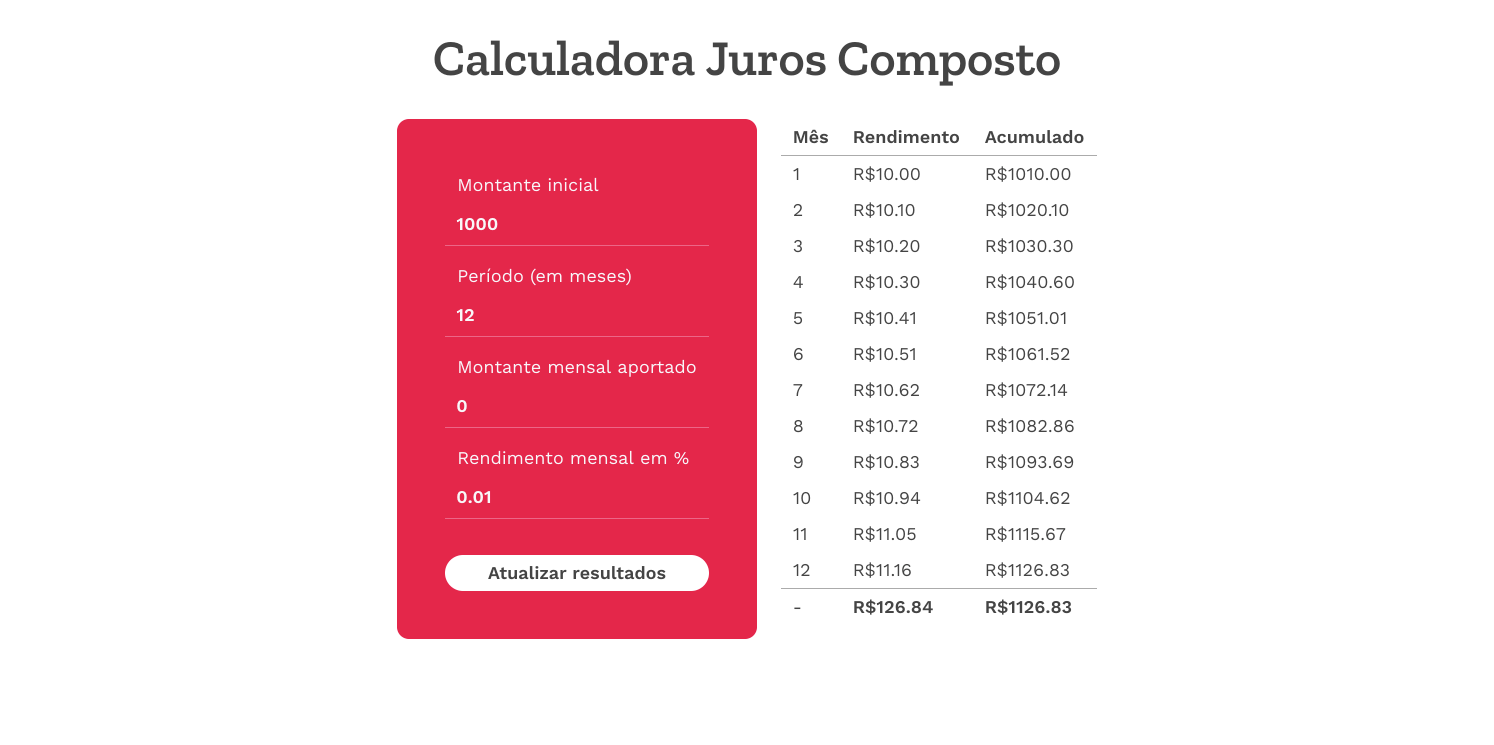 Calculadora Juros Composto
Montante inicial
1000
Período (em meses)
12
Montante mensal aportado
0
Rendimento mensal em %
0.01
Atualizar resultados
Mês Rendimento Acumulado
1 R$10.00 R$1010.00
2 R$10.10 R$1020.10
3 R$10.20 R$1030.30
4 R$10.30 R$1040.60
5 R$10.41 R$1051.01
6 R$10.51 R$1061.52
7 R$10.62 R$1072.14
8 R$10.72 R$1082.86
9 R$10.83 R$1093.69
10 R$10.94 R$1104.62
11 R$11.05 R$1115.67
12 R$11.16 R$1126.83
- R$126.84 R$1126.83